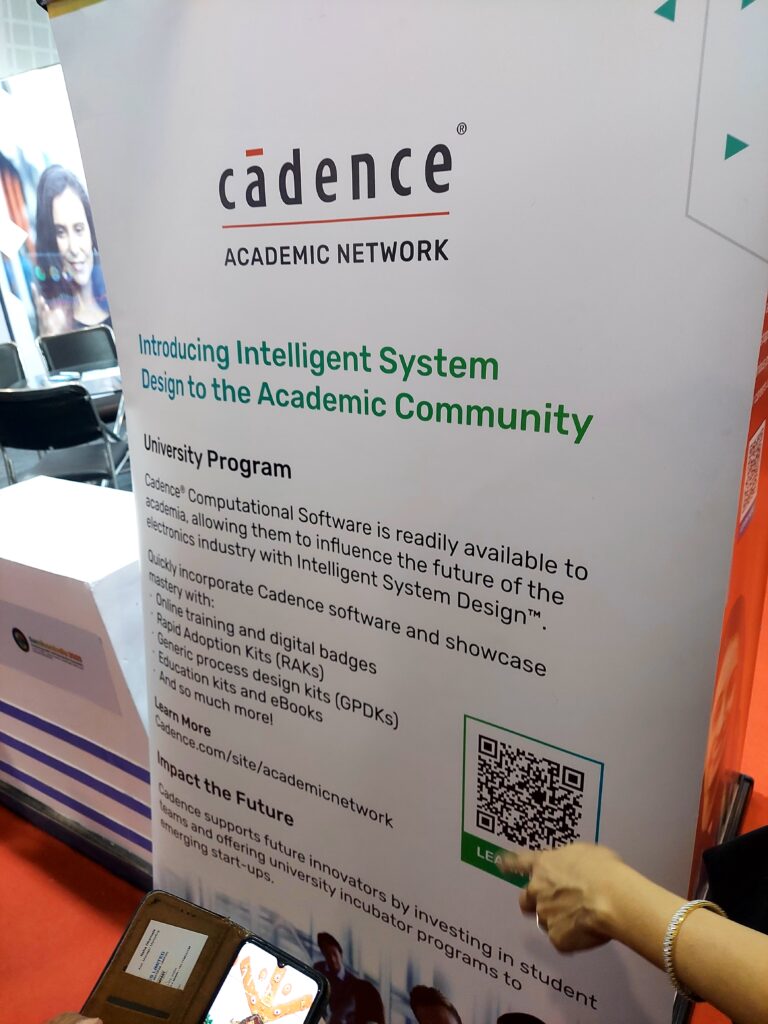 cādence®
ACADEMIC NETWORK
Introducing Intelligent System
Design to the Academic Community
University Program
Cadence® Computational Software is readily available to
academia, allowing them to influence the future of the
electronics industry with Intelligent System Design™.
Quickly incorporate Cadence software and showcase
mastery with:
· Online training and digital badges
· Rapid Adoption Kits (RAKs)
· Generic process design kits (GPDKs)
· Education kits and eBooks
· And so much more!
Learn More
Cadence.com/site/academicnetwork
Impact the Future
Cadence supports future innovators by investing in student
teams and offering university incubator programs to
emerging start-ups.